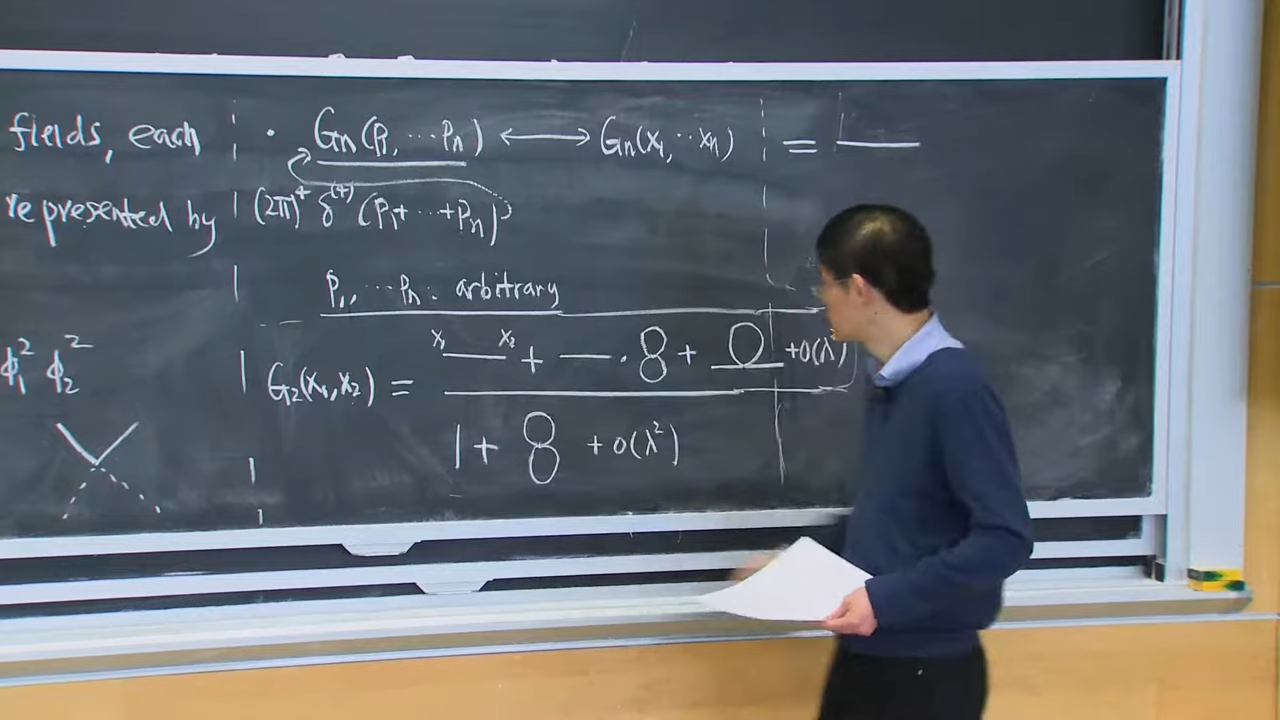 fields, each
represented by
ϕ₁² ϕ₂²
· Gn(p₁ ⋯ pn) ⟷ Gn(x₁, ⋯ xn)
(2π)⁴ δ⁽⁴⁾ (p₁ + ⋯ + pn)
p₁, ⋯ pn. arbitrary
x₁ x₂
+ · 8 + + O(λ²)
G₂(x₁, x₂) =
1 + 8 + O(λ²)
=